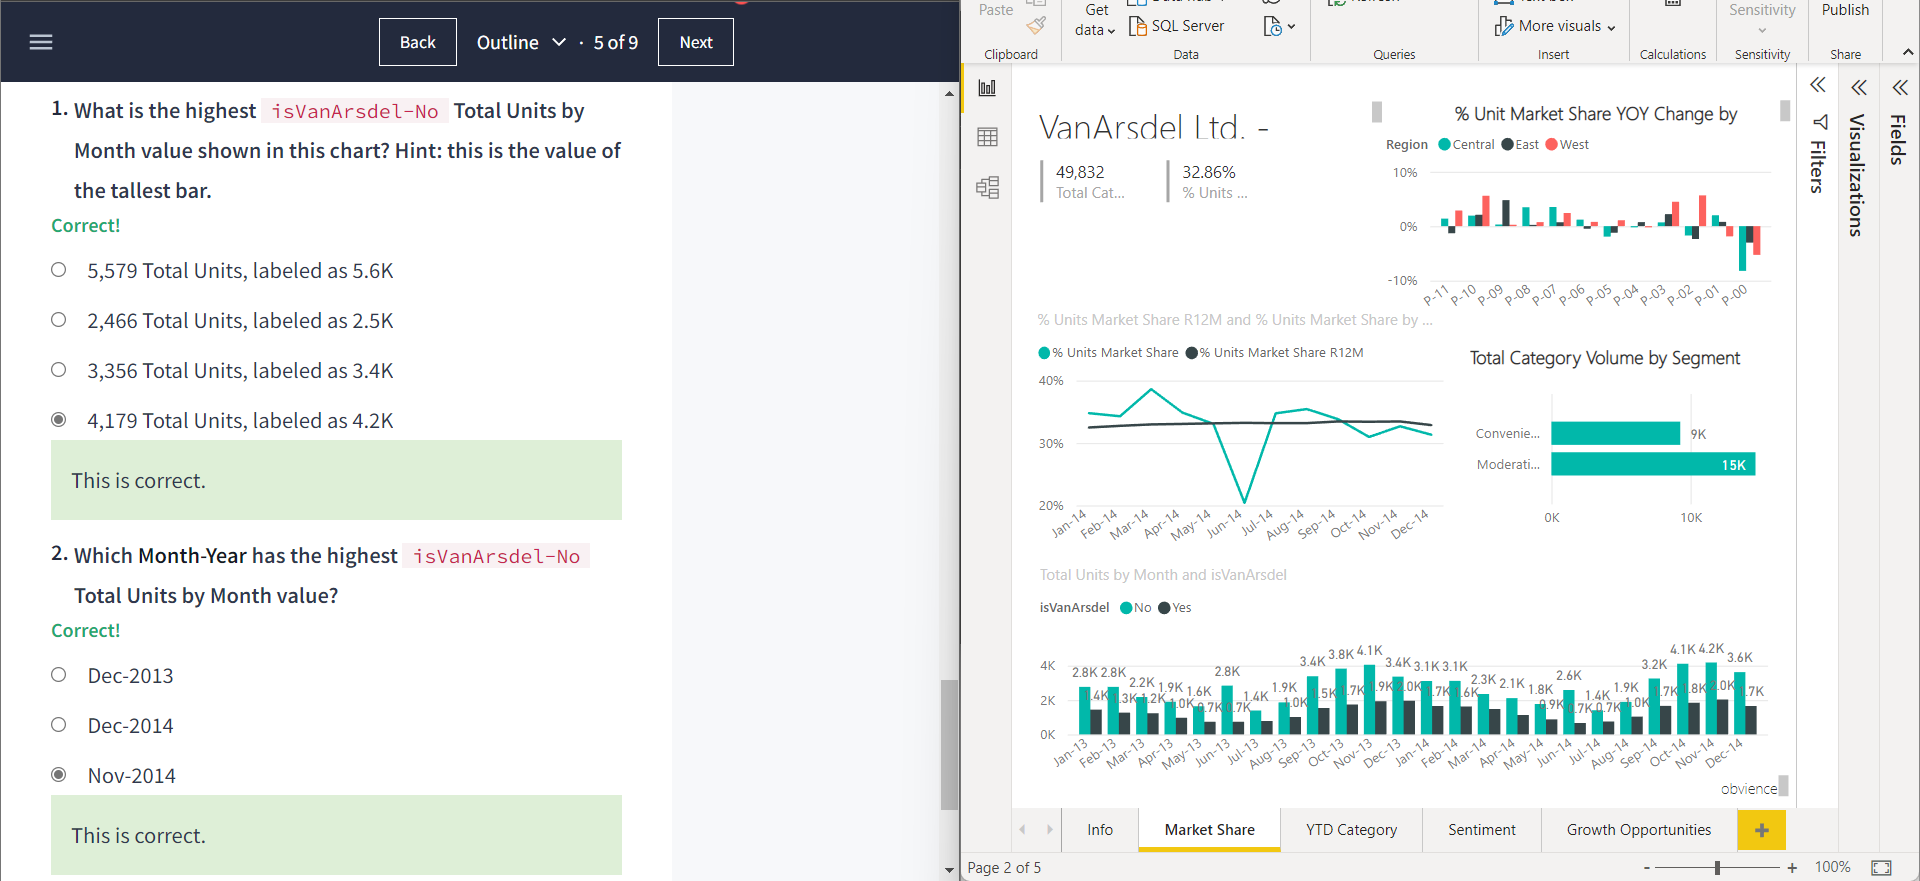 Back
Outline
· 5 of 9
Next
1. What is the highest isVanArsdel-No Total Units by
Month value shown in this chart? Hint: this is the value of
the tallest bar.
Correct!
5,579 Total Units, labeled as 5.6K
2,466 Total Units, labeled as 2.5K
3,356 Total Units, labeled as 3.4K
4,179 Total Units, labeled as 4.2K
This is correct.
2. Which Month-Year has the highest isVanArsdel-No
Total Units by Month value?
Correct!
Dec-2013
Dec-2014
Nov-2014
This is correct.
Paste
Get
data
SQL Server
More visuals
Sensitivity
Publish
Clipboard
Data
Queries
Insert
Calculations
Sensitivity
Share
VanArsdel Ltd. -
49,832
Total Cat...
32.86%
% Units ...
% Unit Market Share YOY Change by
Region Central East West
10%
0%
-10%
P-11 P-10 P-09 P-08 P-07 P-06 P-05 P-04 P-03 P-02 P-01 P-00
Filters
Visualizations
Fields
% Units Market Share R12M and % Units Market Share by ...
% Units Market Share % Units Market Share R12M
40%
30%
20%
Jan-14 Feb-14 Mar-14 Apr-14 May-14 Jun-14 Jul-14 Aug-14 Sep-14 Oct-14 Nov-14 Dec-14
Total Category Volume by Segment
Convenie... 9K
Moderati... 15K
0K 10K
Total Units by Month and isVanArsdel
isVanArsdel No Yes
4K
2K
0K
2.8K 2.8K 2.2K 1.9K 1.6K 2.8K 1.4K 1.9K 3.4K 3.8K 4.1K 3.4K 3.1K 3.1K 2.3K 2.1K 1.8K 2.6K 1.4K 1.9K 3.2K 4.1K 4.2K 3.6K
1.4K 1.3K 1.2K 1.0K 0.7K 0.7K 1.0K 1.5K 1.7K 1.9K 2.0K 1.7K 1.6K 0.9K 0.7K 0.7K 1.0K 1.7K 1.8K 2.0K 1.7K
Jan-13 Feb-13 Mar-13 Apr-13 May-13 Jun-13 Jul-13 Aug-13 Sep-13 Oct-13 Nov-13 Dec-13 Jan-14 Feb-14 Mar-14 Apr-14 May-14 Jun-14 Jul-14 Aug-14 Sep-14 Oct-14 Nov-14 Dec-14
obvience
Info
Market Share
YTD Category
Sentiment
Growth Opportunities
+
Page 2 of 5
- + 100%